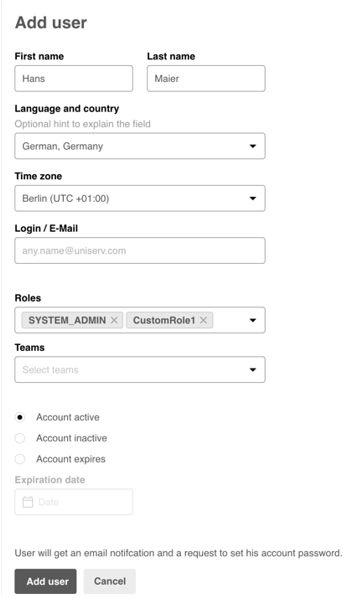 Add user
First name Last name
Hans Maier
Language and country
Optional hint to explain the field
German, Germany
Time zone
Berlin (UTC +01:00)
Login / E-Mail
any.name@uniserv.com
Roles
SYSTEM_ADMIN CustomRole1
Teams
Select teams
Account active
Account inactive
Account expires
Expiration date
Date
User will get an email notifcation and a request to set his account password.
Add user Cancel